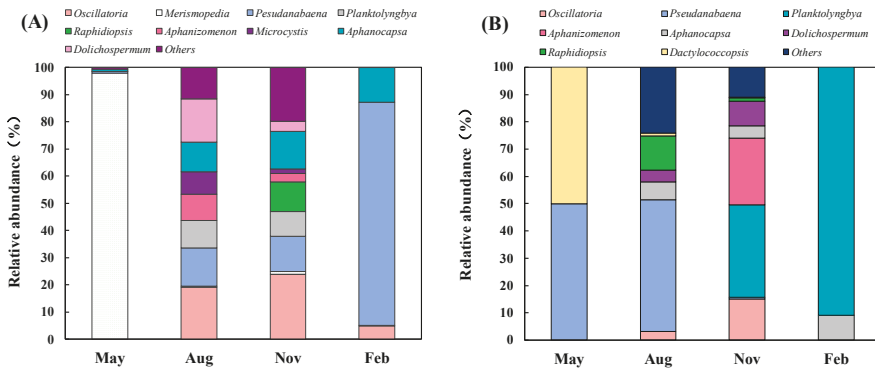 (A)
Oscillatoria Merismopedia Pesudanabaena Planktolyngbya
Raphidiopsis Aphanizomenon Microcystis Aphanocapsa
Dolichospermum Others
Relative abundance (%)
100
90
80
70
60
50
40
30
20
10
0
May Aug Nov Feb
(B)
Oscillatoria Pseudanabaena Planktolyngbya
Aphanizomenon Aphanocapsa Dolichospermum
Raphidiopsis Dactylococcopsis Others
Relative abundance (%)
100
90
80
70
60
50
40
30
20
10
0
May Aug Nov Feb